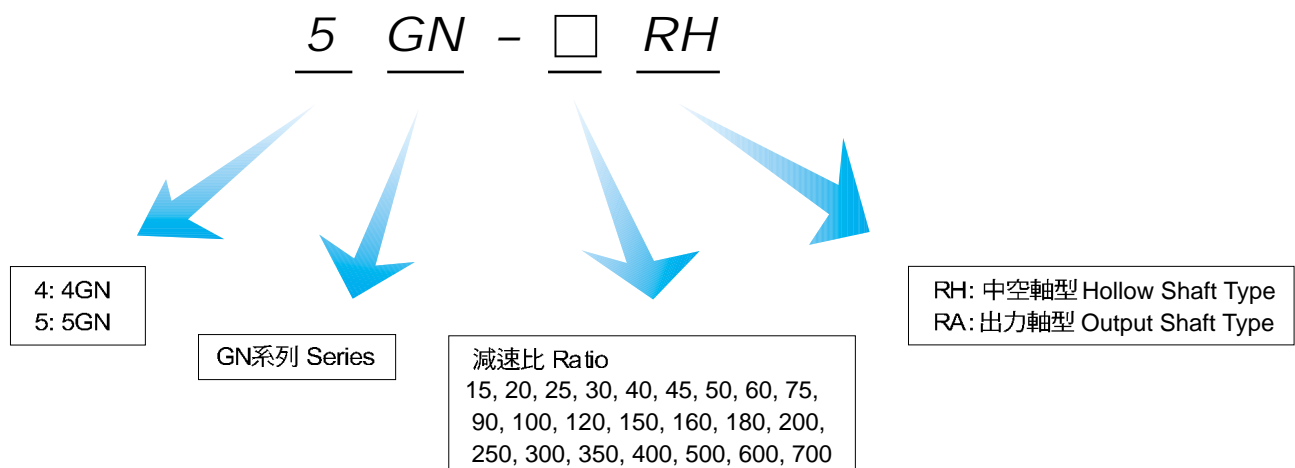 5 GN - □ RH
4: 4GN
5: 5GN
GN系列 Series
減速比 Ratio
15, 20, 25, 30, 40, 45, 50, 60, 75,
90, 100, 120, 150, 160, 180, 200,
250, 300, 350, 400, 500, 600, 700
RH: 中空軸型 Hollow Shaft Type
RA: 出力軸型 Output Shaft Type